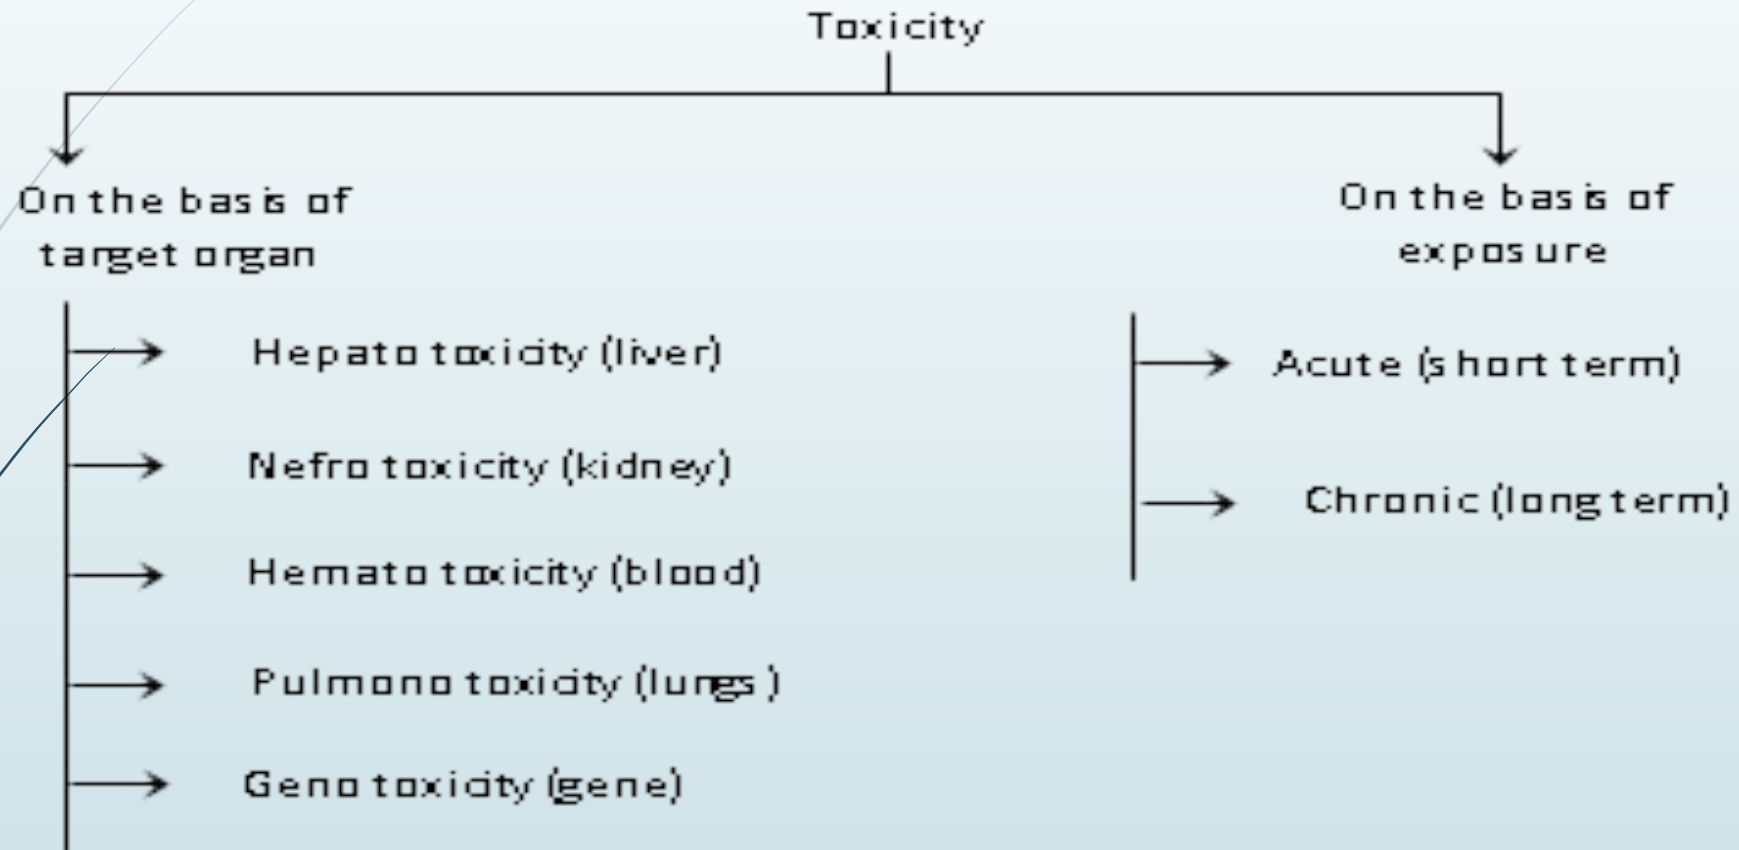 Toxicity
On the basis of
target organ
Hepato toxicity (liver)
Nefro toxicity (kidney)
Hemato toxicity (blood)
Pulmono toxicity (lungs )
Geno toxicity (gene)
On the basis of
exposure
Acute (short term)
Chronic (long term)